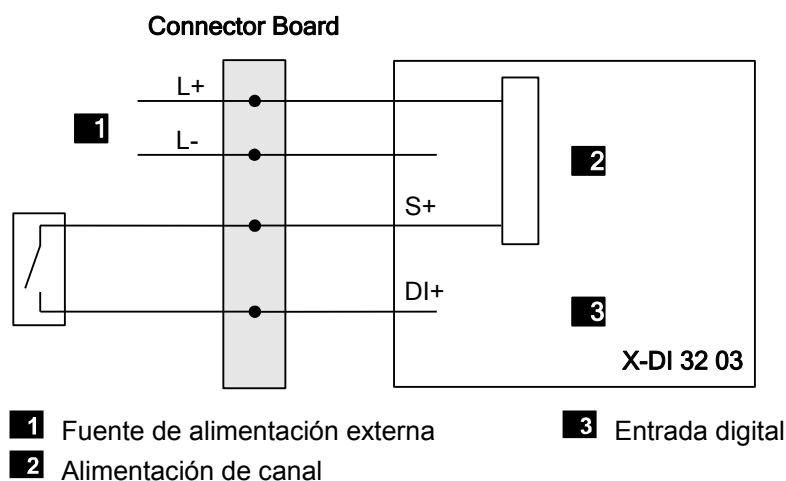 Connector Board
L+
1
L-
2
S+
DI+
3
X-DI 32 03
1 Fuente de alimentación externa
3 Entrada digital
2 Alimentación de canal